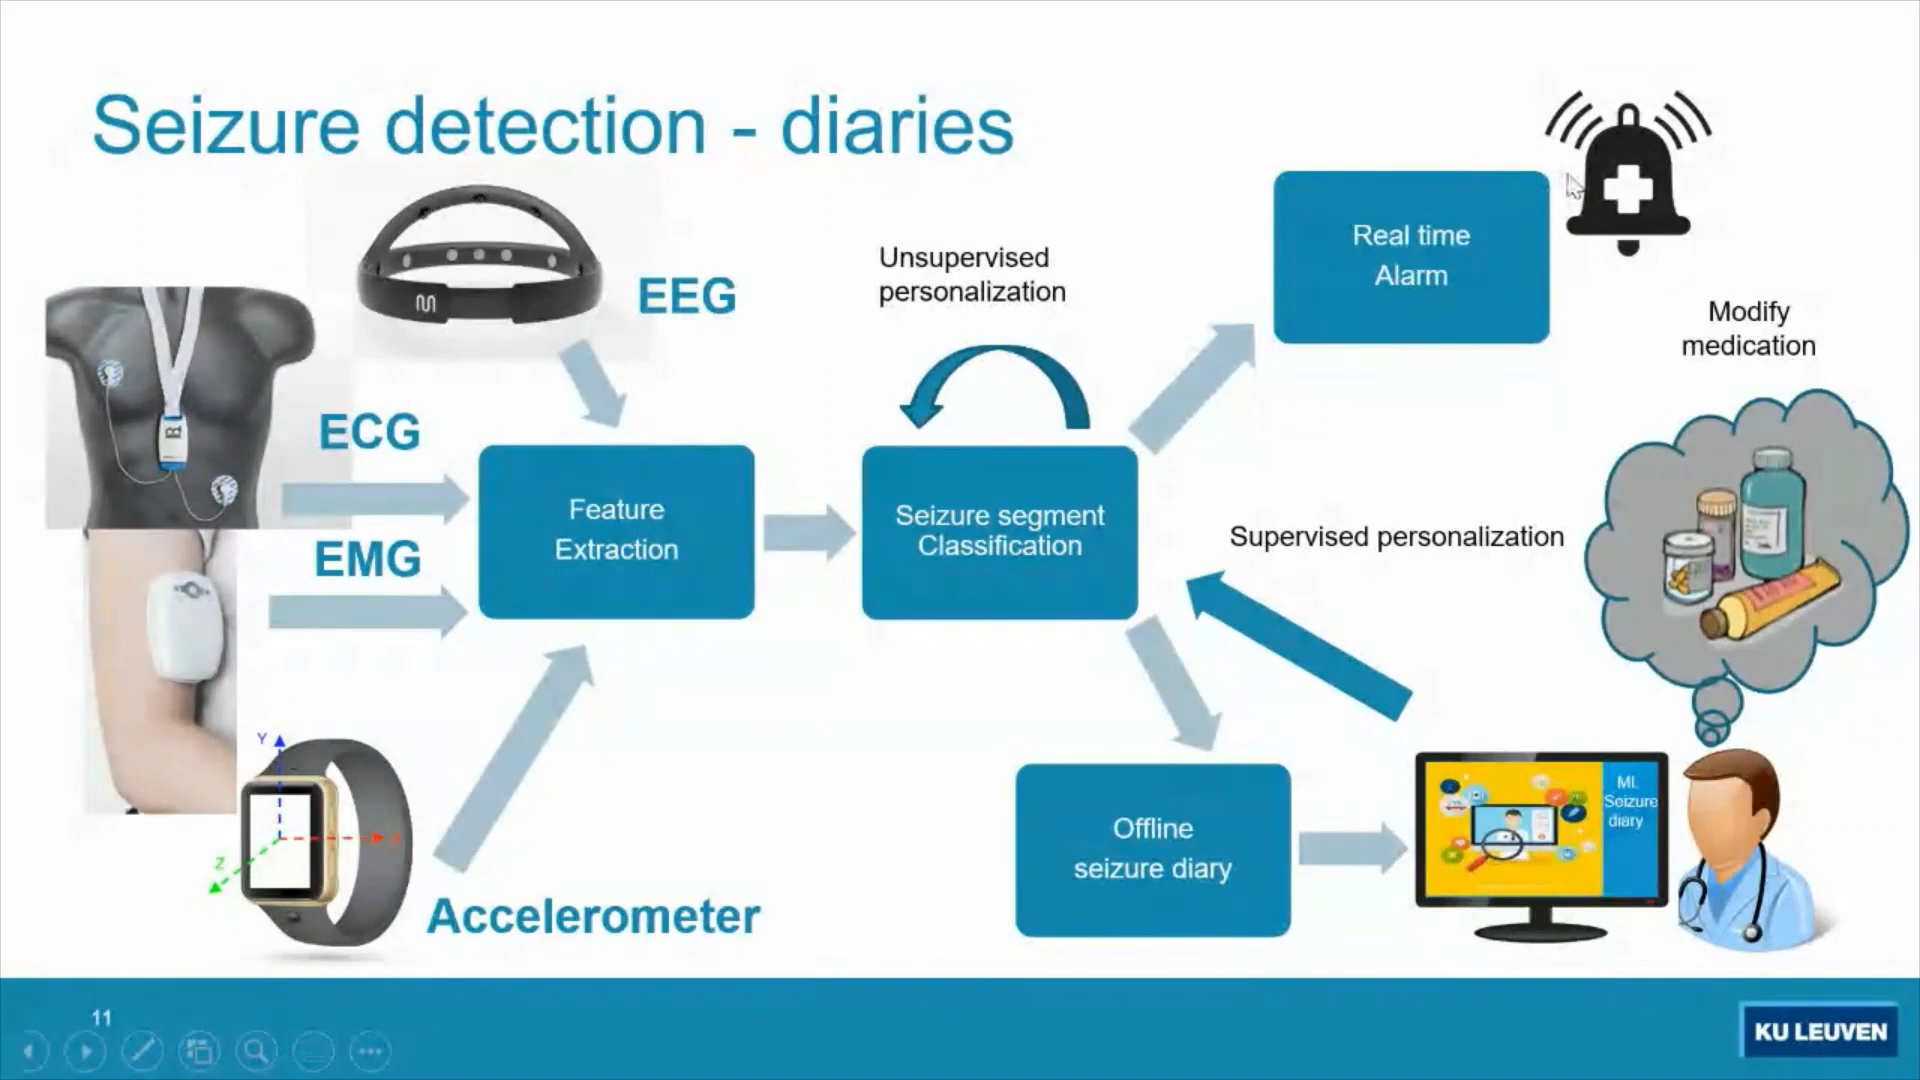 Seizure detection - diaries
EEG
ECG
EMG
Accelerometer
Y
X
Z
Feature
Extraction
Unsupervised
personalization
Seizure segment
Classification
Real time
Alarm
Modify
medication
Supervised personalization
Offline
seizure diary
ML
Seizure
diary
11
KU LEUVEN